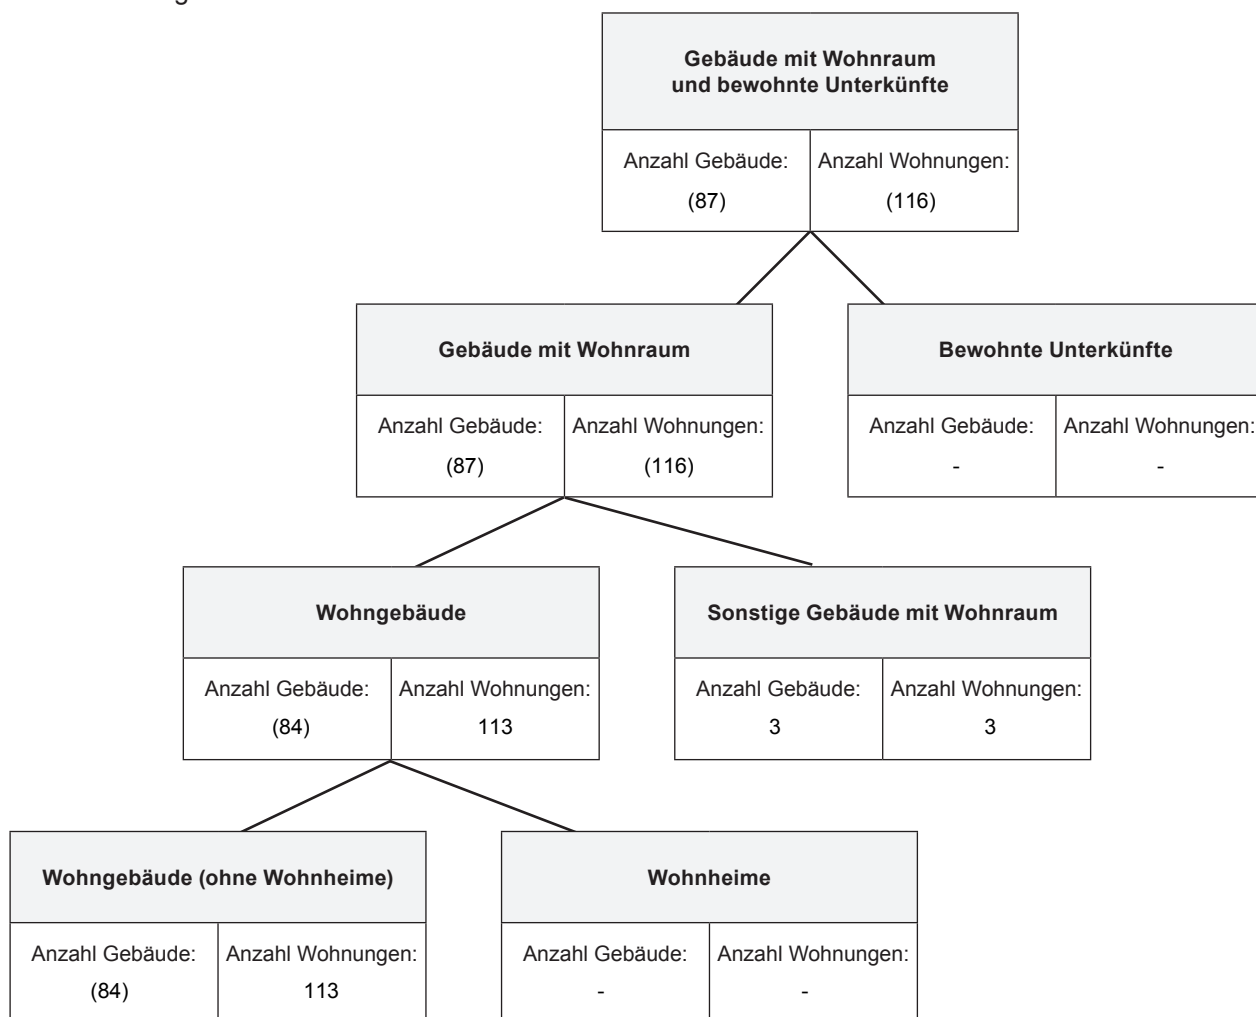 Gebäude mit Wohnraum
und bewohnte Unterkünfte
Anzahl Gebäude: Anzahl Wohnungen:
(87) (116)
Gebäude mit Wohnraum
Anzahl Gebäude: Anzahl Wohnungen:
(87) (116)
Bewohnte Unterkünfte
Anzahl Gebäude: Anzahl Wohnungen:
- -
Wohngebäude
Anzahl Gebäude: Anzahl Wohnungen:
(84) 113
Sonstige Gebäude mit Wohnraum
Anzahl Gebäude: Anzahl Wohnungen:
3 3
Wohngebäude (ohne Wohnheime)
Anzahl Gebäude: Anzahl Wohnungen:
(84) 113
Wohnheime
Anzahl Gebäude: Anzahl Wohnungen:
- -